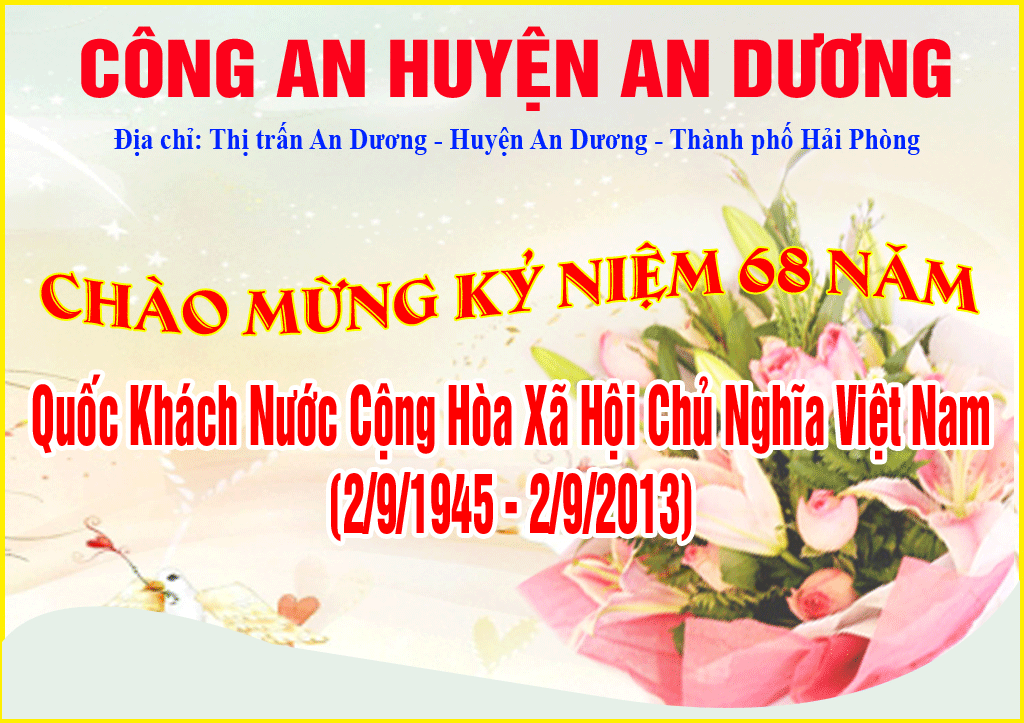 CÔNG AN HUYỆN AN DƯƠNG
Địa chỉ: Thị trấn An Dương - Huyện An Dương - Thành phố Hải Phòng
CHÀO MỪNG KỶ NIỆM 68 NĂM
Quốc Khách Nước Cộng Hòa Xã Hội Chủ Nghĩa Việt Nam
(2/9/1945 - 2/9/2013)